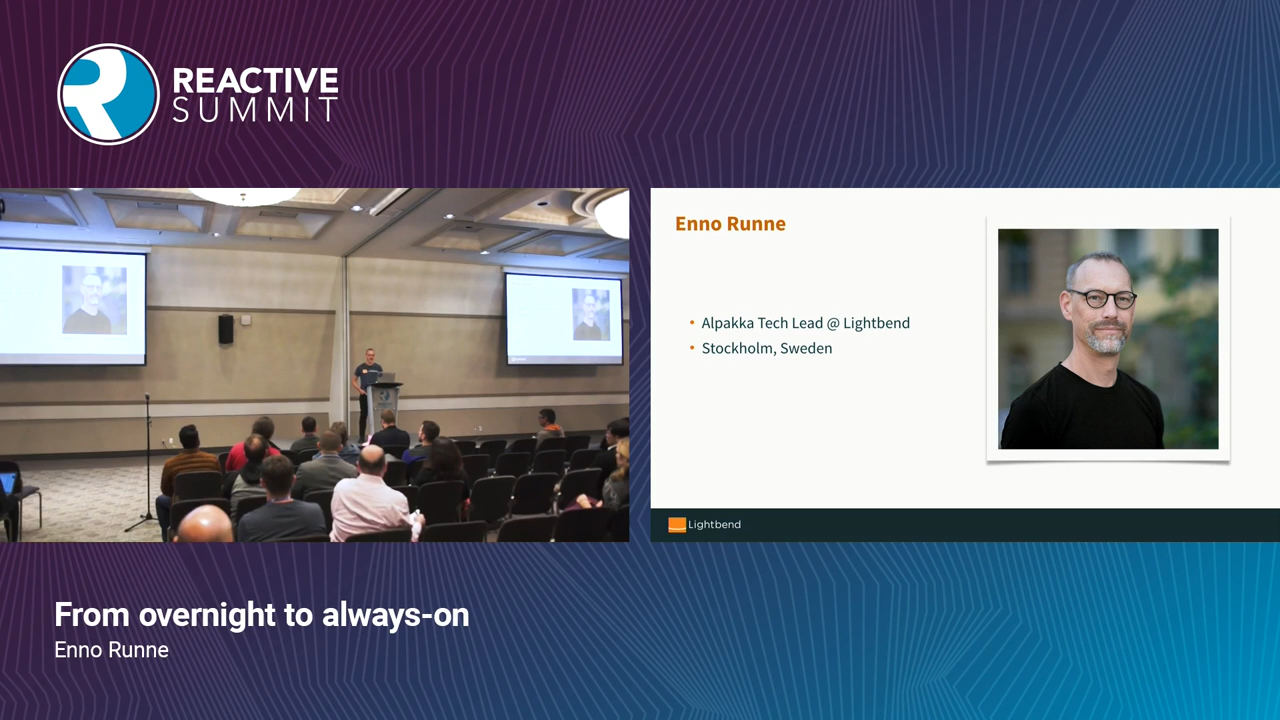 REACTIVE
SUMMIT
Enno Runne
• Alpakka Tech Lead @ Lightbend
• Stockholm, Sweden
Lightbend
From overnight to always-on
Enno Runne